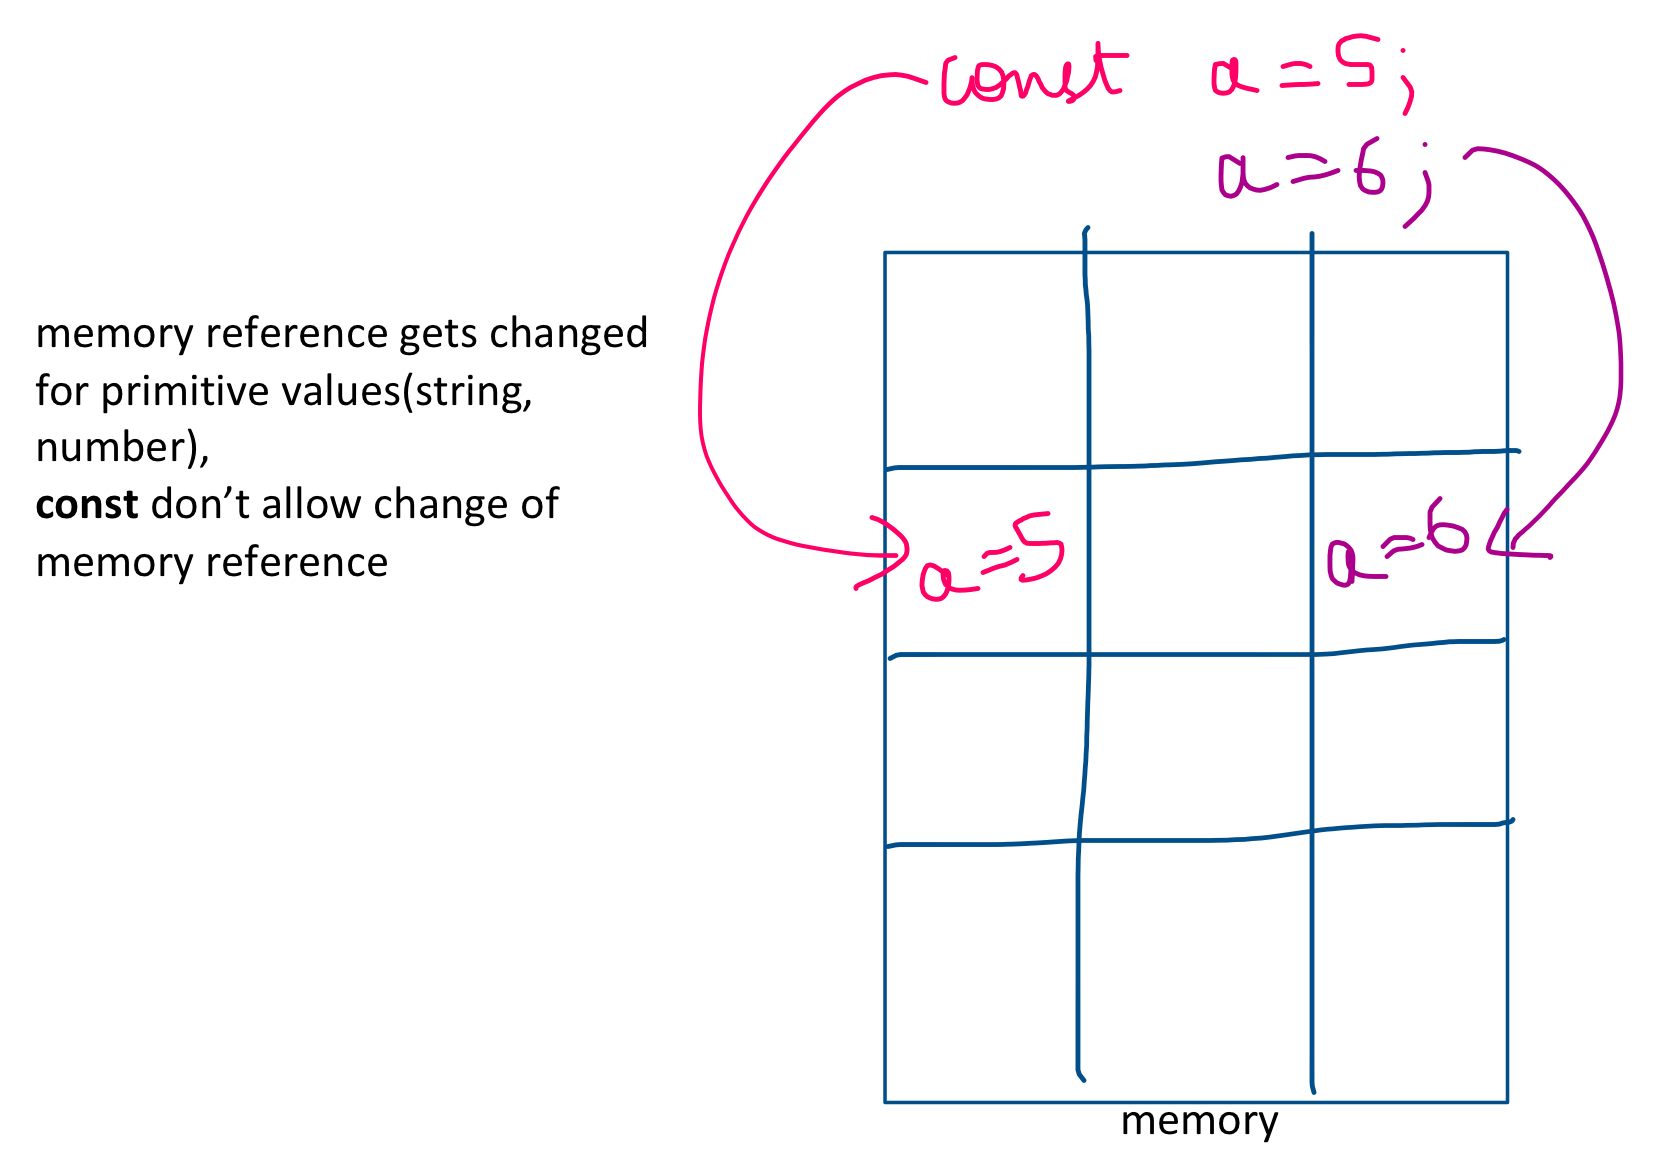 const a=5;
a=6;
memory reference gets changed
for primitive values(string,
number),
const don’t allow change of
memory reference
a=5
a=6
memory